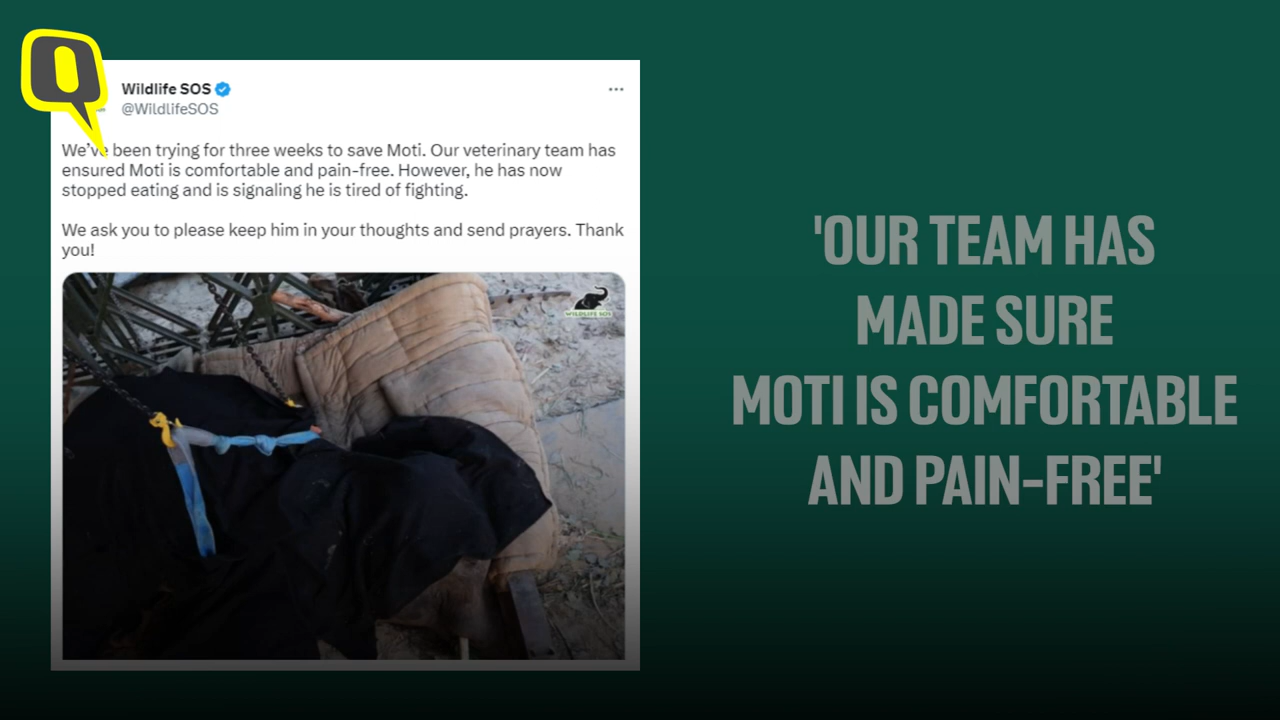 Wildlife SOS
@WildlifeSOS
We've been trying for three weeks to save Moti. Our veterinary team has
ensured Moti is comfortable and pain-free. However, he has now
stopped eating and is signaling he is tired of fighting.
We ask you to please keep him in your thoughts and send prayers. Thank
you!
WILDLIFE SOS
'OUR TEAM HAS
MADE SURE
MOTI IS COMFORTABLE
AND PAIN-FREE'